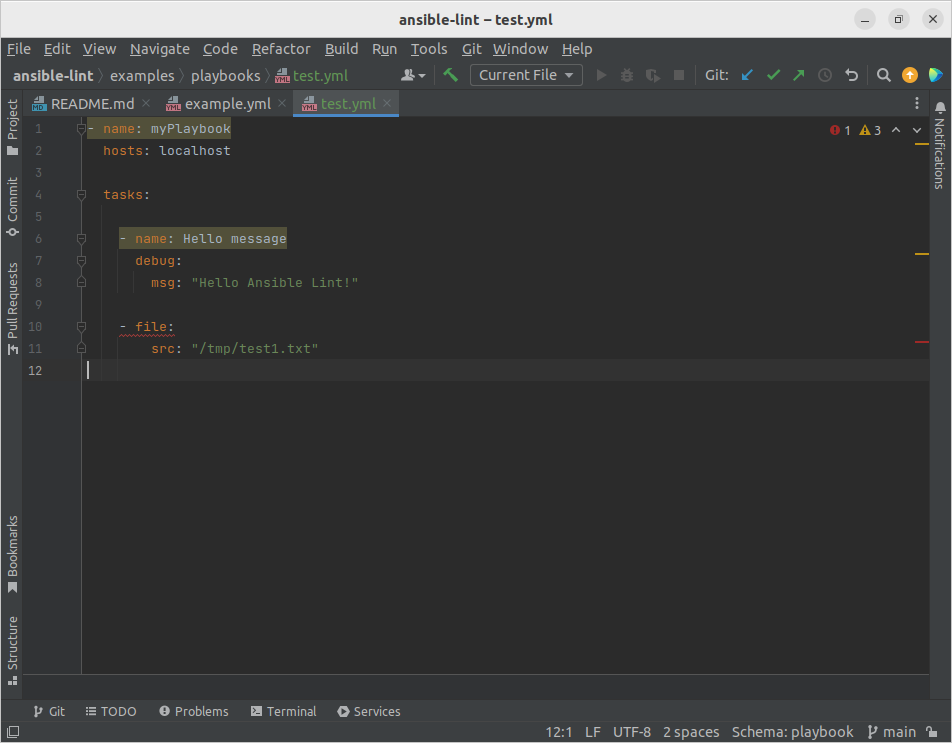 ansible-lint – test.yml
File Edit View Navigate Code Refactor Build Run Tools Git Window Help
ansible-lint examples playbooks test.yml Current File Git:
README.md example.yml test.yml
1 - name: myPlaybook 1 3
2 hosts: localhost
3
4 tasks:
5
6 - name: Hello message
7 debug:
8 msg: "Hello Ansible Lint!"
9
10 - file:
11 src: "/tmp/test1.txt"
12
Project
Commit
Pull Requests
Bookmarks
Structure
Notifications
Git TODO Problems Terminal Services
12:1 LF UTF-8 2 spaces Schema: playbook main